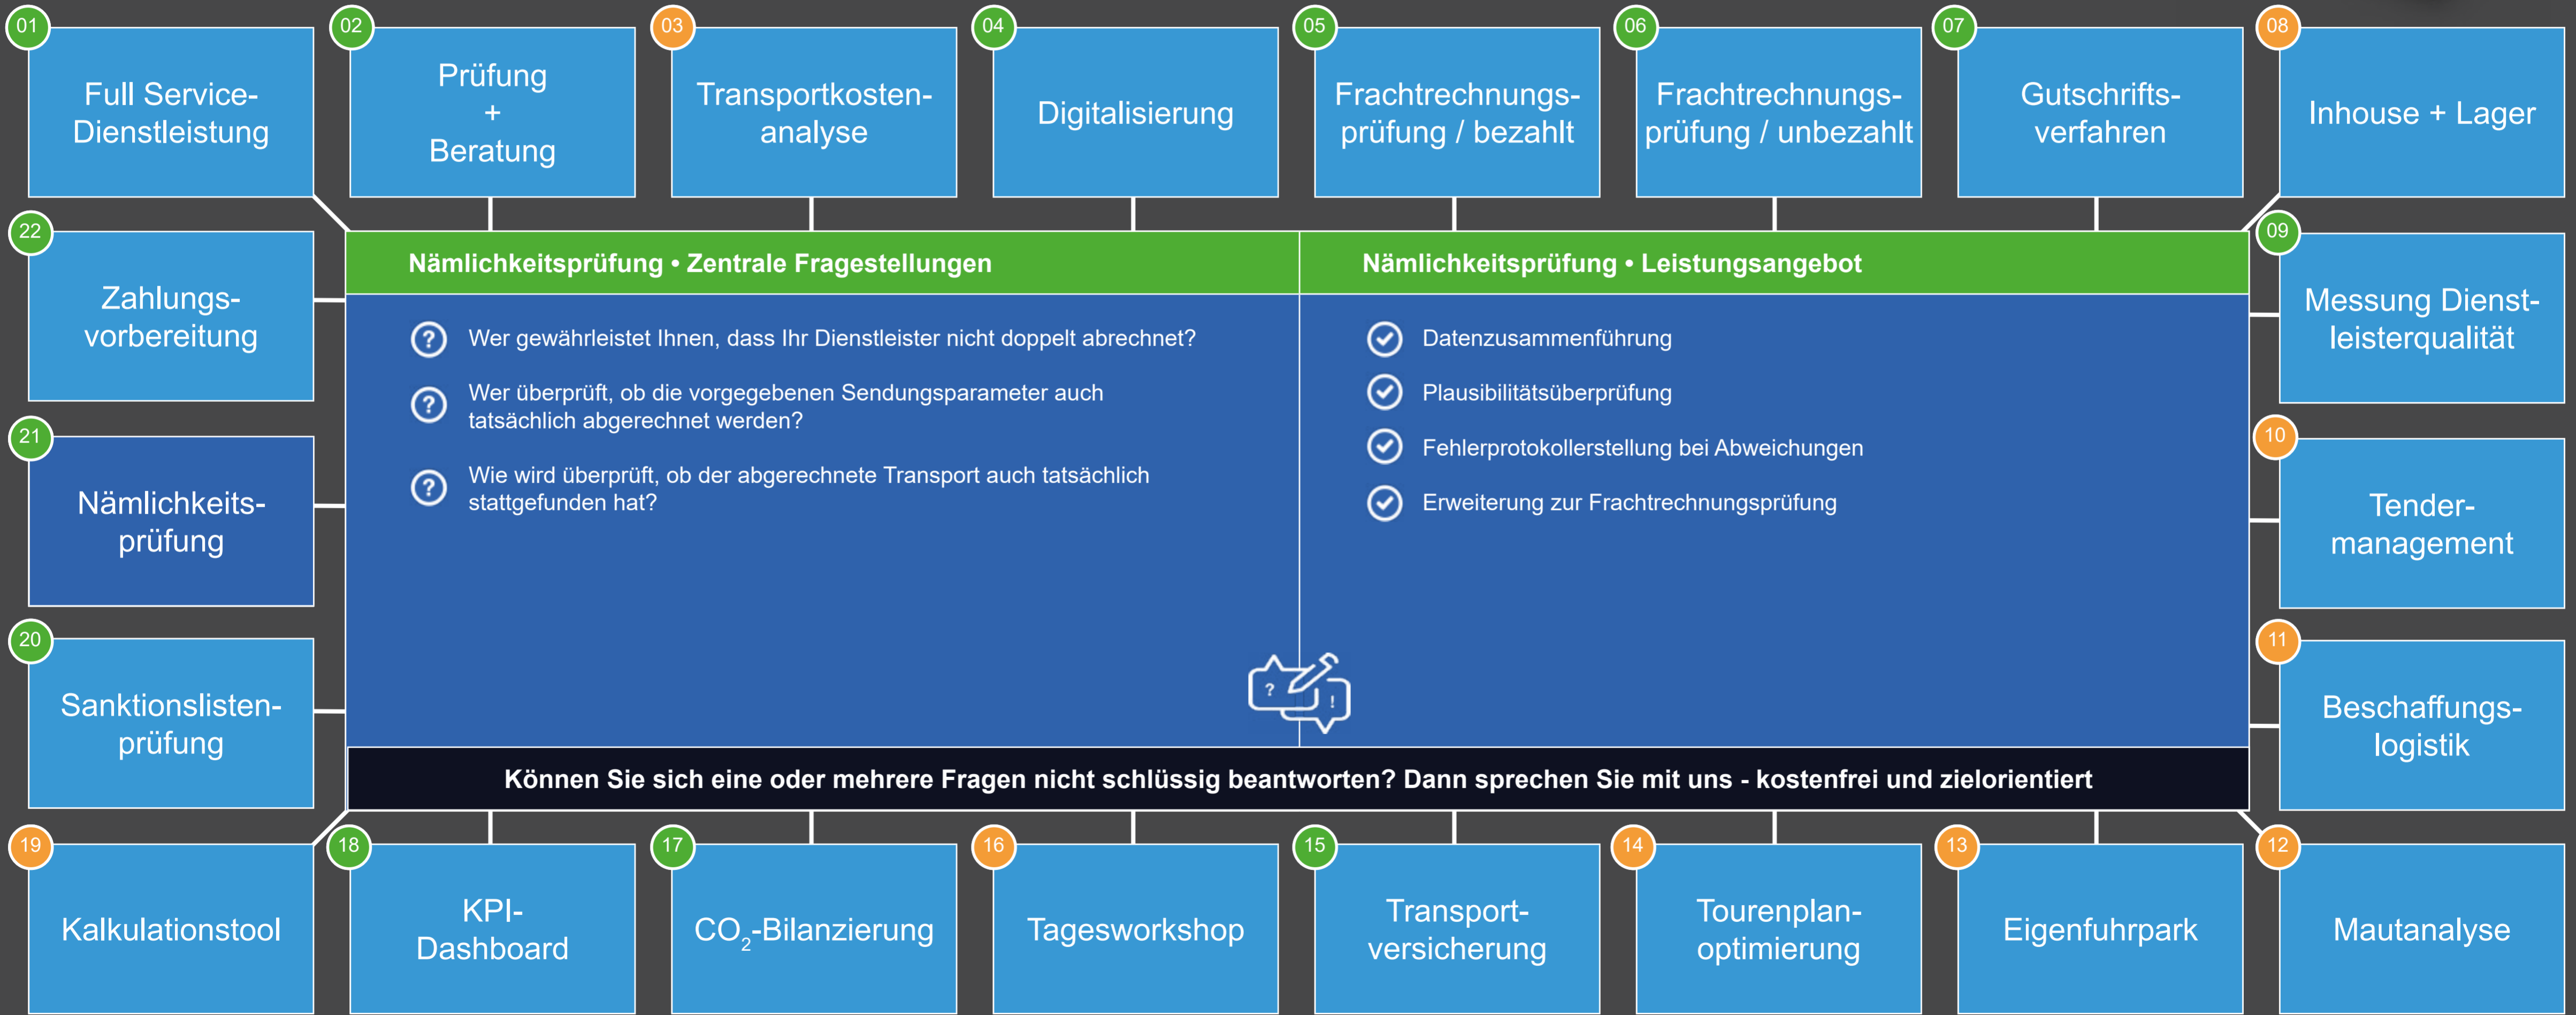 01
Full Service-
Dienstleistung
02
Prüfung
+
Beratung
03
Transportkosten-
analyse
04
Digitalisierung
05
Frachtrechnungs-
prüfung / bezahlt
06
Frachtrechnungs-
prüfung / unbezahlt
07
Gutschrifts-
verfahren
08
Inhouse + Lager
22
Zahlungs-
vorbereitung
21
Nämlichkeits-
prüfung
20
Sanktionslisten-
prüfung
Nämlichkeitsprüfung • Zentrale Fragestellungen
? Wer gewährleistet Ihnen, dass Ihr Dienstleister nicht doppelt abrechnet?
? Wer überprüft, ob die vorgegebenen Sendungsparameter auch
tatsächlich abgerechnet werden?
? Wie wird überprüft, ob der abgerechnete Transport auch tatsächlich
stattgefunden hat?
Nämlichkeitsprüfung • Leistungsangebot
Datenzusammenführung
Plausibilitätsüberprüfung
Fehlerprotokollerstellung bei Abweichungen
Erweiterung zur Frachtrechnungsprüfung
? !
Können Sie sich eine oder mehrere Fragen nicht schlüssig beantworten? Dann sprechen Sie mit uns - kostenfrei und zielorientiert
09
Messung Dienst-
leisterqualität
10
Tender-
management
11
Beschaffungs-
logistik
19
Kalkulationstool
18
KPI-
Dashboard
17
CO₂-Bilanzierung
16
Tagesworkshop
15
Transport-
versicherung
14
Tourenplan-
optimierung
13
Eigenfuhrpark
12
Mautanalyse